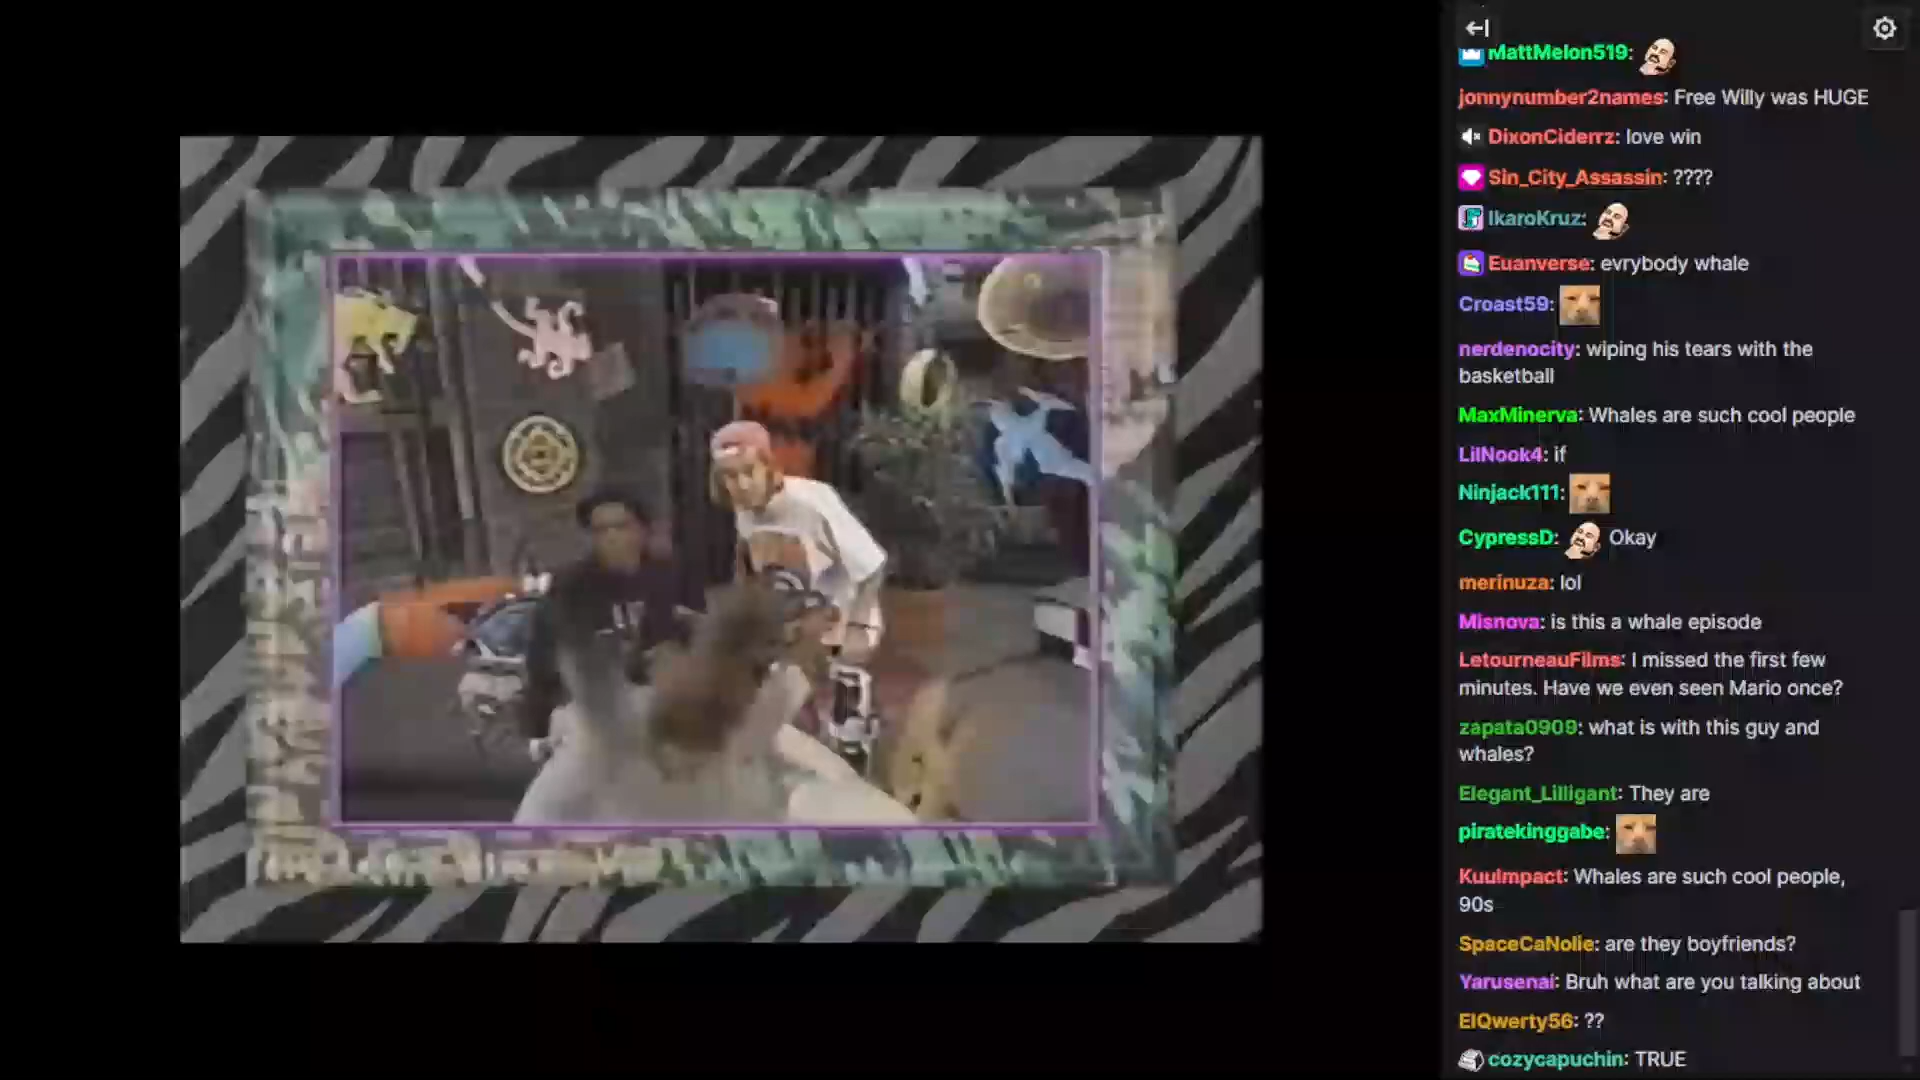 MattMelon519:
jonnynumber2names: Free Willy was HUGE
DixonCiderrz: love win
Sin_City_Assassin: ????
IkaroKruz:
Euanverse: evrybody whale
Croast59:
nerdenocity: wiping his tears with the
basketball
MaxMinerva: Whales are such cool people
LilNook4: if
Ninjack111:
CypressD: Okay
merinuza: lol
Misnova: is this a whale episode
LetourneauFilms: I missed the first few
minutes. Have we even seen Mario once?
zapata0909: what is with this guy and
whales?
Elegant_Lilligant: They are
piratekinggabe:
KuuImpact: Whales are such cool people,
90s
SpaceCaNolie: are they boyfriends?
Yarusenai: Bruh what are you talking about
ElQwerty56: ??
cozycapuchin: TRUE